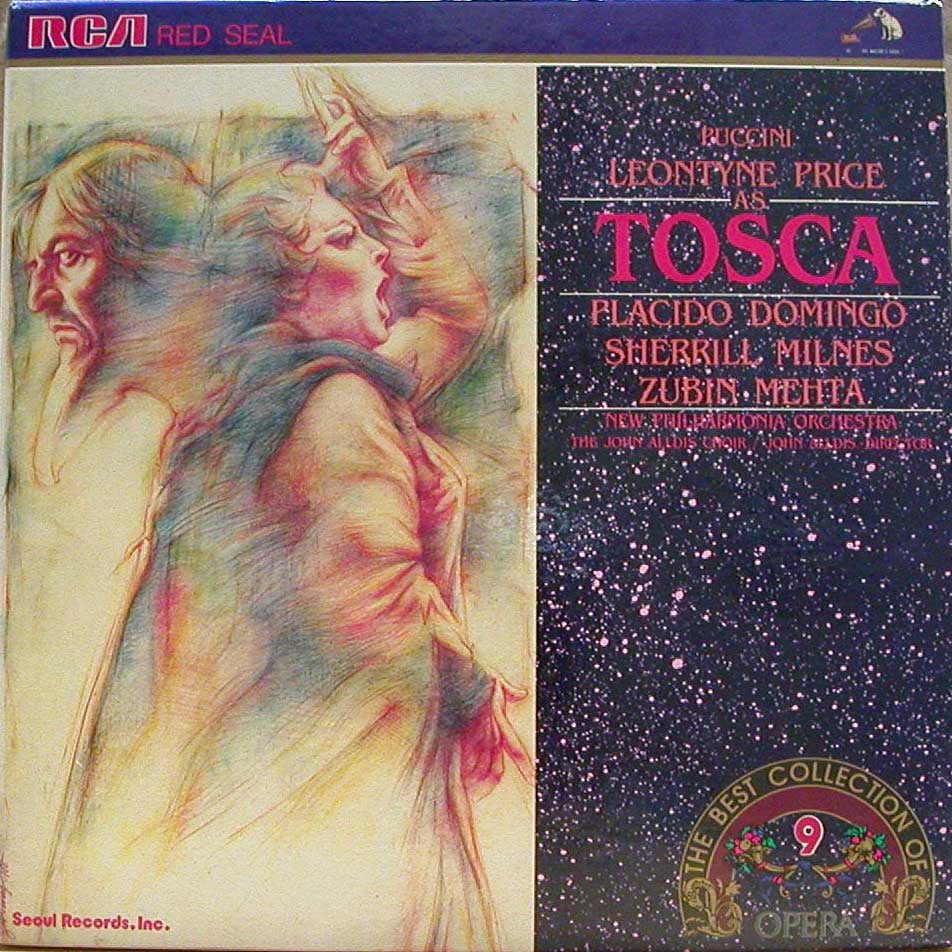 RCA RED SEAL
PUCCINI
LEONTYNE PRICE
AS
TOSCA
PLACIDO DOMINGO
SHERRILL MILNES
ZUBIN MEHTA
NEW PHILHARMONIA ORCHESTRA
THE JOHN ALLDIS CHOIR / JOHN ALLDIS, DIRECTOR
THE BEST COLLECTION OF
9
OPERA
Seoul Records, Inc.